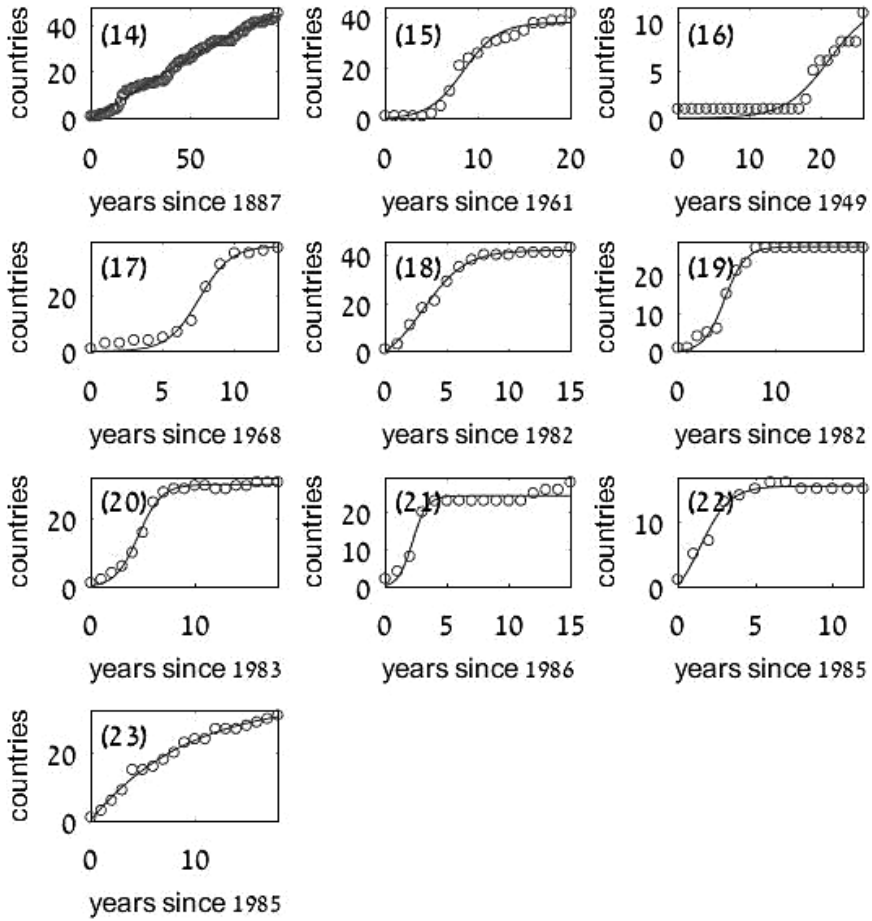 countries
40
20
0
(14)
0 50
years since 1887
countries
40
20
0
(15)
0 10 20
years since 1961
countries
10
5
0
(16)
0 20
years since 1949
countries
20
0
(17)
0 5 10
years since 1968
countries
40
20
0
(18)
0 5 10 15
years since 1982
countries
20
10
0
(19)
0 10
years since 1982
countries
20
0
(20)
0 10
years since 1983
countries
20
10
0
(21)
0 5 10 15
years since 1986
countries
10
0
(22)
0 5 10
years since 1985
countries
20
0
(23)
0 10
years since 1985